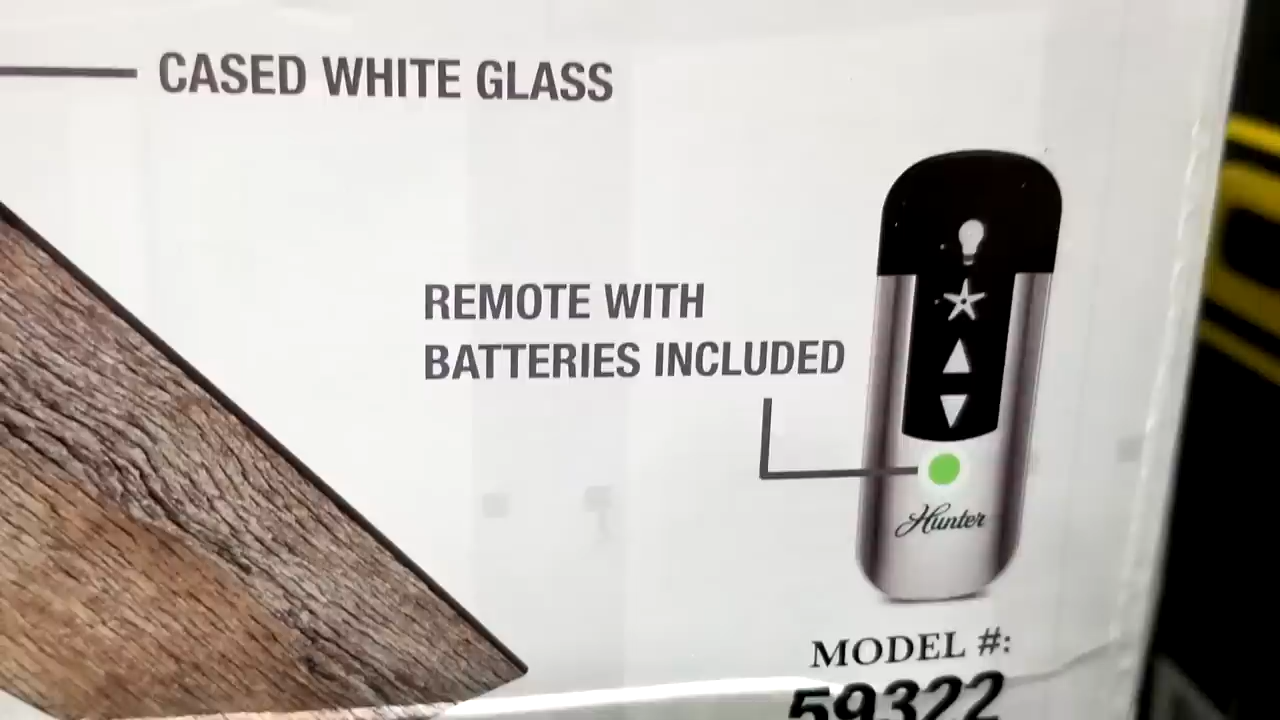 CASED WHITE GLASS
REMOTE WITH
BATTERIES INCLUDED
Hunter
MODEL #:
59322